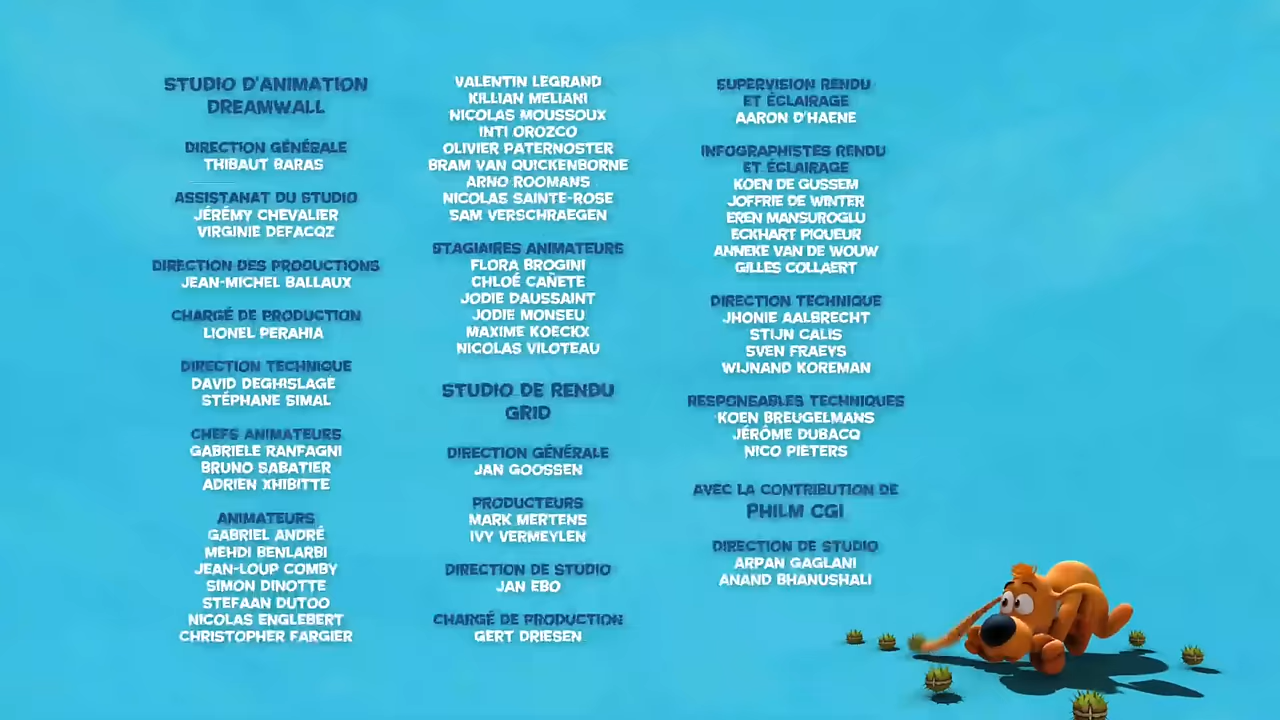 STUDIO D'ANIMATION
DREAMWALL
DIRECTION GÉNÉRALE
THIBAUT BARAS
ASSISTANAT DU STUDIO
JÉRÉMY CHEVALIER
VIRGINIE DEFACQZ
DIRECTION DES PRODUCTIONS
JEAN-MICHEL BALLAUX
CHARGÉ DE PRODUCTION
LIONEL PERAHIA
DIRECTION TECHNIQUE
DAVID DEGHISLAGE
STÉPHANE SIMAL
CHEFS ANIMATEURS
GABRIELE RANFAGNI
BRUNO SABATIER
ADRIEN XHIBITTE
ANIMATEURS
GABRIEL ANDRÉ
MEHDI BENLARBI
JEAN-LOUP COMBY
SIMON DINOTTE
STEFAAN DUTOO
NICOLAS ENGLEBERT
CHRISTOPHER FARGIER
VALENTIN LEGRAND
KILLIAN MELIANI
NICOLAS MOUSSOUX
INTI OROZCO
OLIVIER PATERNOSTER
BRAM VAN QUICKENBORNE
ARNO ROOMANS
NICOLAS SAINTE-ROSE
SAM VERSCHRAEGEN
STAGIAIRES ANIMATEURS
FLORA BROGINI
CHLOÉ CAÑETE
JODIE DAUSSAINT
JODIE MONSEU
MAXIME KOECKX
NICOLAS VILOTEAU
STUDIO DE RENDU
GRID
DIRECTION GÉNÉRALE
JAN GOOSSEN
PRODUCTEURS
MARK MERTENS
IVY VERMEYLEN
DIRECTION DE STUDIO
JAN EBO
CHARGÉ DE PRODUCTION
GERT DRIESEN
SUPERVISION RENDU
ET ÉCLAIRAGE
AARON D'HAENE
INFOGRAPHISTES RENDU
ET ÉCLAIRAGE
KOEN DE GUSSEM
JOFFRIE DE WINTER
EREN MANSUROGLU
ECKHART PIQUEUR
ANNEKE VAN DE WOUW
GILLES COLLAERT
DIRECTION TECHNIQUE
JHONIE AALBRECHT
STIJN CALIS
SVEN FRAEYS
WIJNAND KOREMAN
RESPONSABLES TECHNIQUES
KOEN BREUGELMANS
JÉRÔME DUBACQ
NICO PIETERS
AVEC LA CONTRIBUTION DE
PHILM CGI
DIRECTION DE STUDIO
ARPAN GAGLANI
ANAND BHANUSHALI